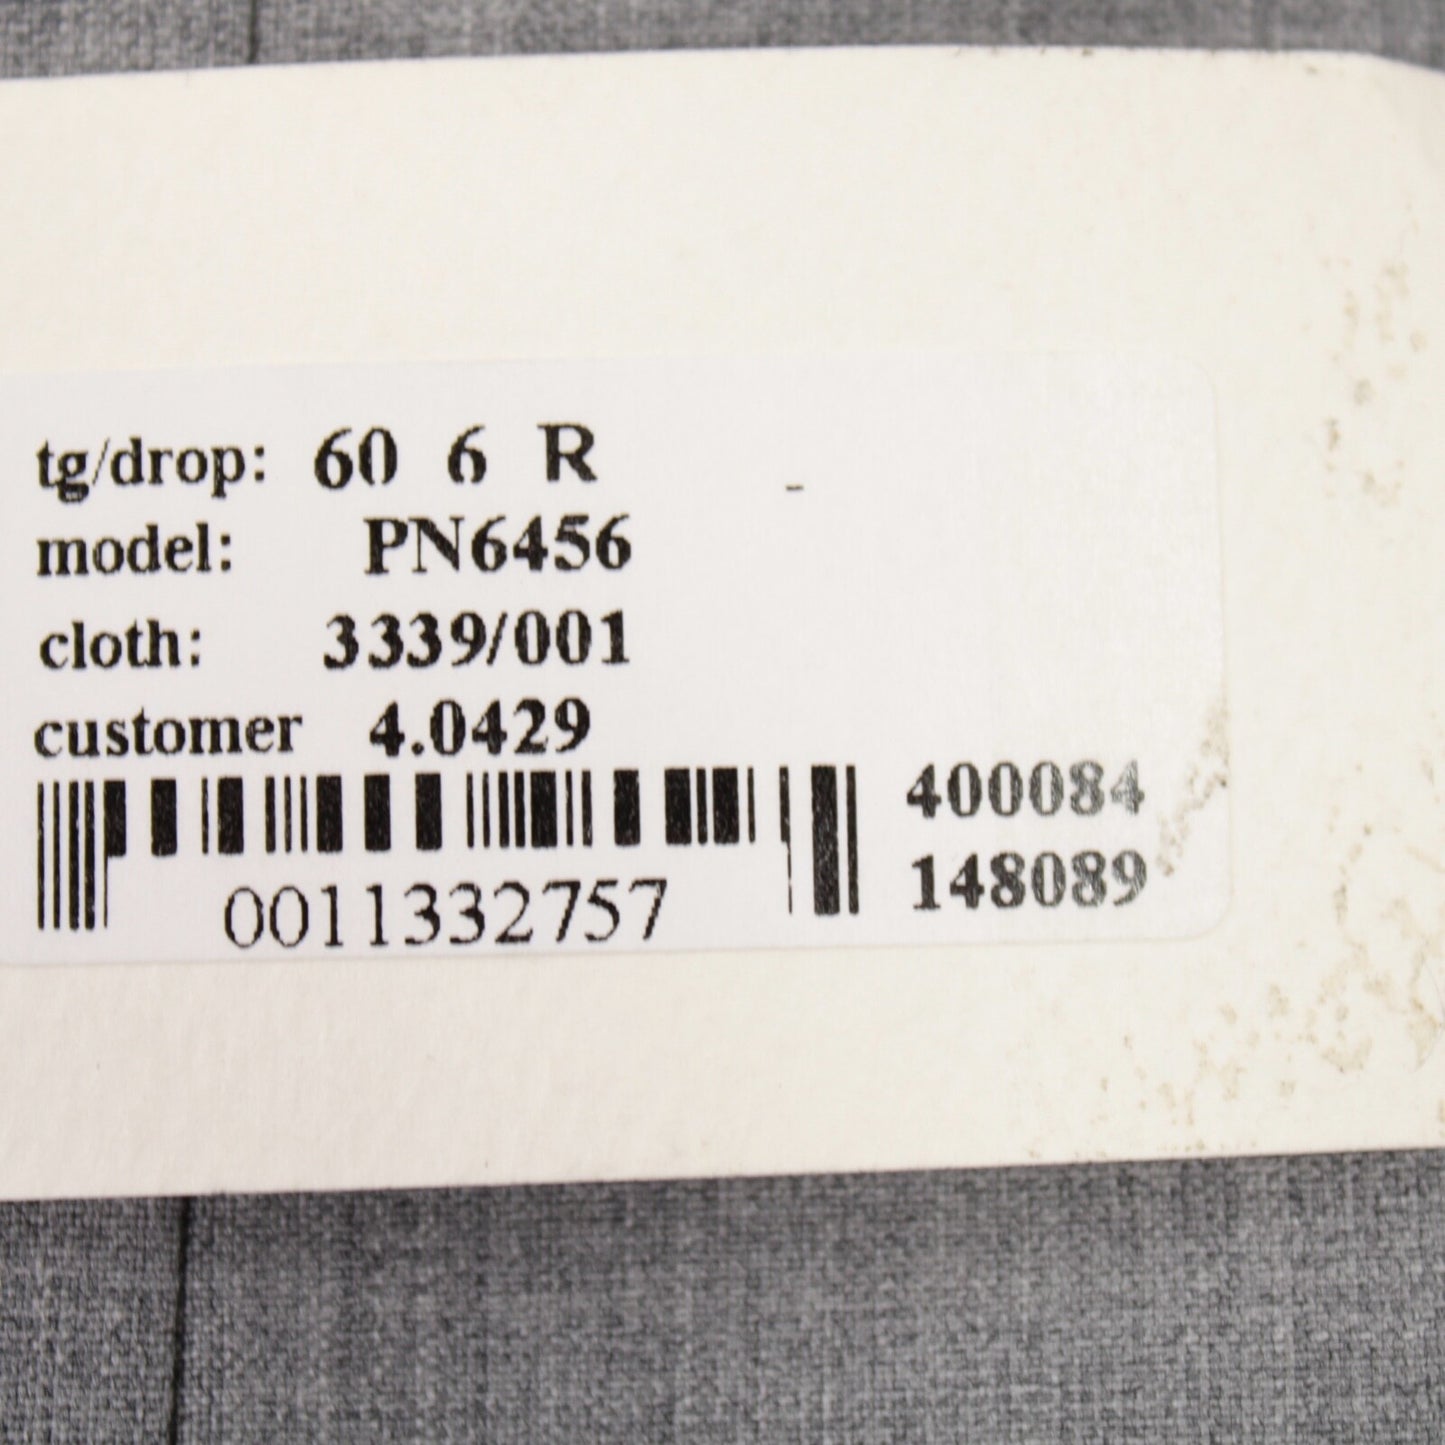 tg/drop: 60 6 R -
model: PN6456
cloth: 3339/001
customer 4.0429
400084
148089
0011332757